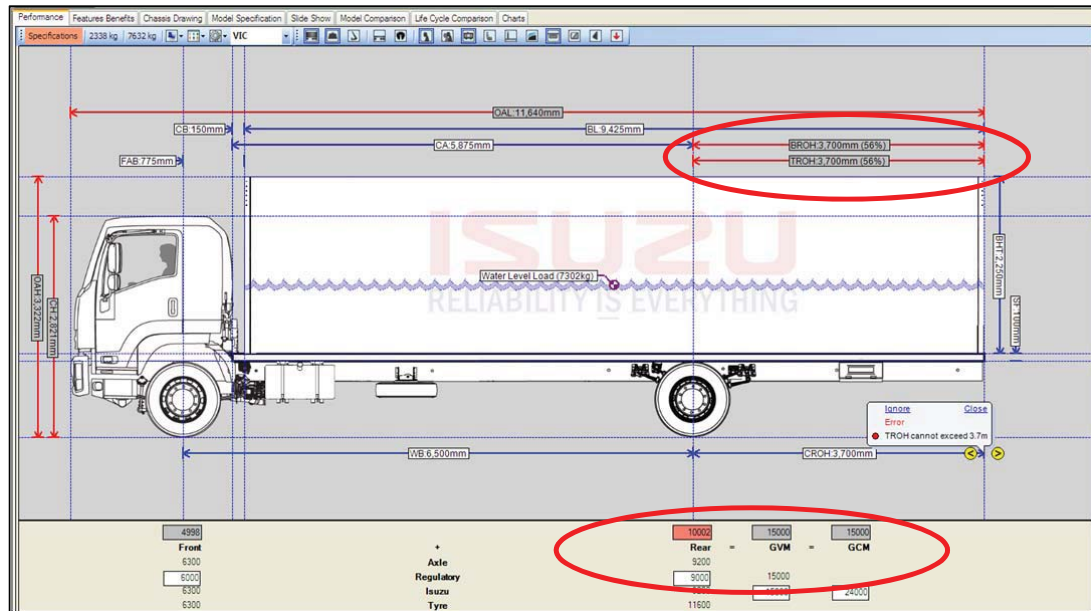 Performance Features Benefits Chassis Drawing Model Specification Slide Show Model Comparison Life Cycle Comparison Charts
Specifications 2338 kg 7632 kg VIC
OAL:11,640mm
CB:150mm BL:9,425mm
CA:5,875mm BROH:3,700mm (56%)
FAB:775mm TROH:3,700mm (56%)
ISUZU
RELIABILITY IS EVERYTHING
Water Level Load (7302kg)
OAH:3,322mm
CH:2,821mm
BHT:2,250mm
SF:100mm
Ignore Close
Error
TROH cannot exceed 3.7m
WB:6,500mm CROH:3,700mm
4998 10002 15000 15000
Front + Rear = GVM = GCM
6300 Axle 9200
6000 Regulatory 9000 15000
6300 Isuzu 24000
6300 Tyre 11600